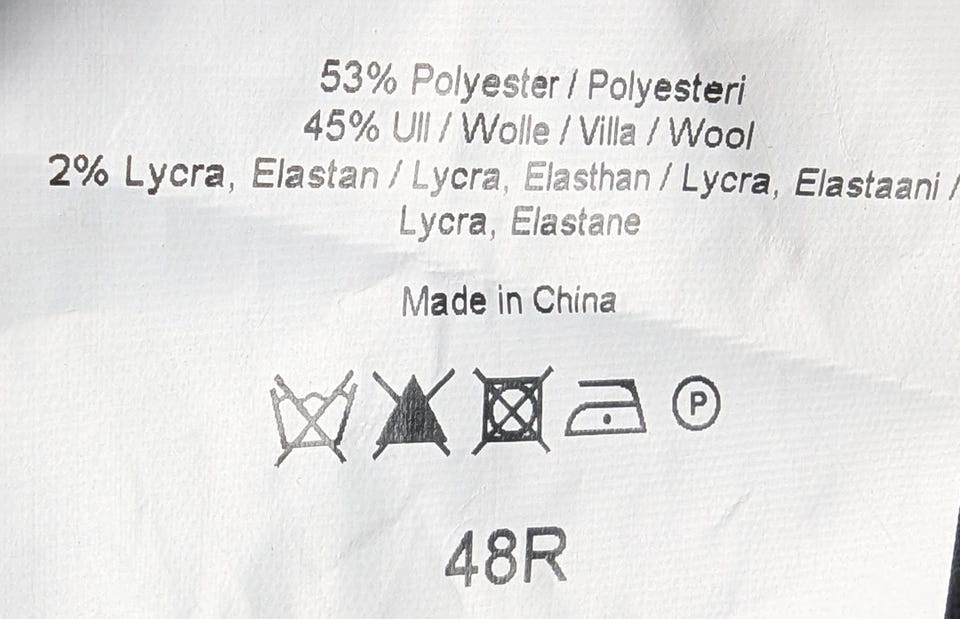 53% Polyester / Polyesteri
45% Ull / Wolle / Villa / Wool
2% Lycra, Elastan / Lycra, Elasthan / Lycra, Elastaani /
Lycra, Elastane
Made in China
P
48R